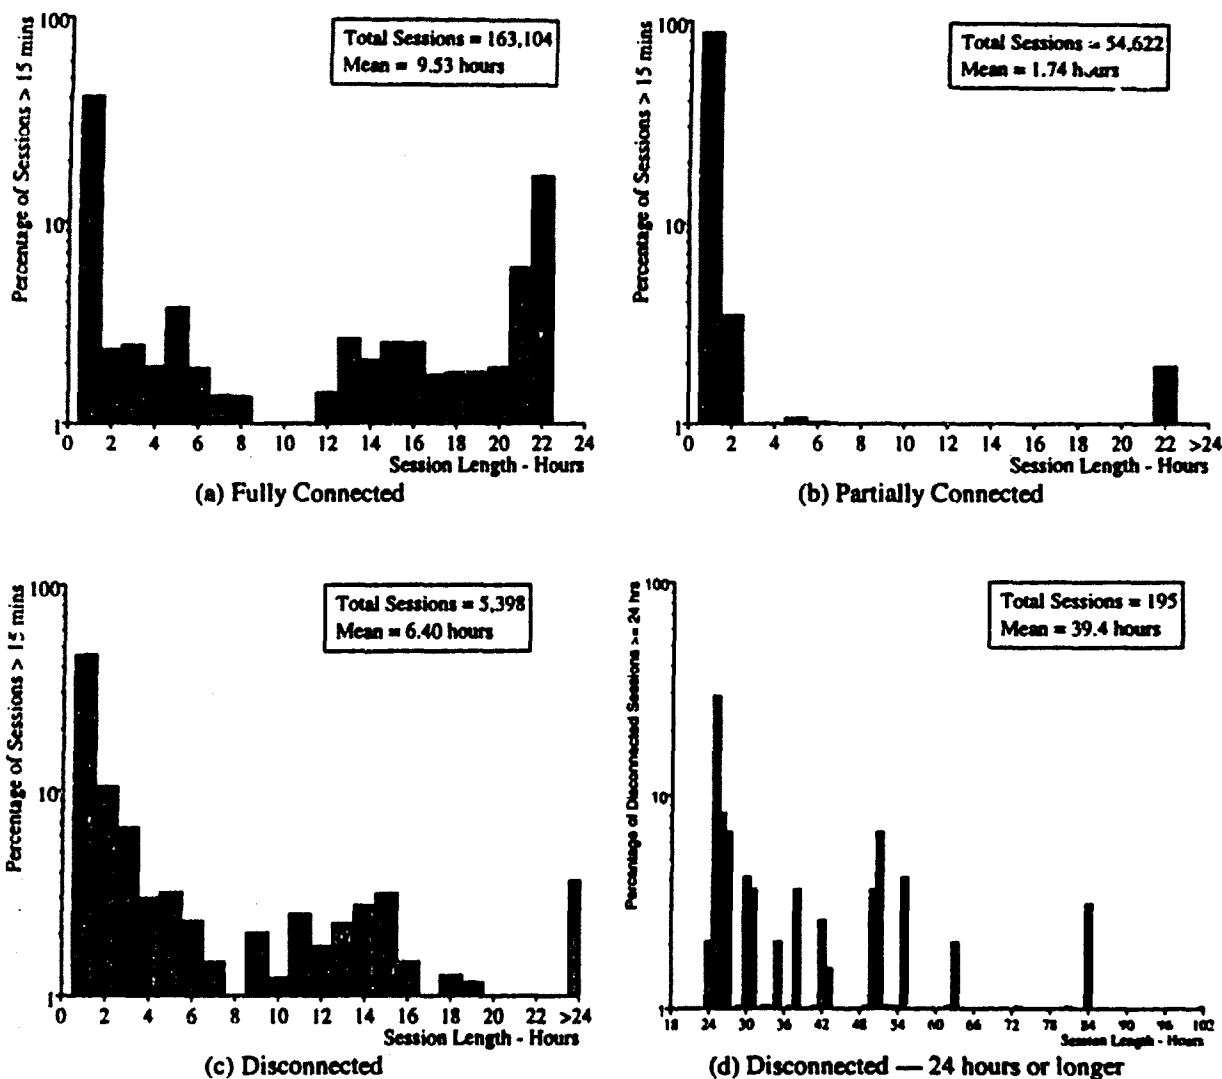 Percentage of Sessions > 15 mins
100
10
1
Total Sessions = 163,104
Mean = 9.53 hours
0 2 4 6 8 10 12 14 16 18 20 22 24
Session Length - Hours
(a) Fully Connected
Percentage of Sessions > 15 mins
100
10
1
Total Sessions = 54,622
Mean = 1.74 hours
0 2 4 6 8 10 12 14 16 18 20 22 >24
Session Length - Hours
(b) Partially Connected
Percentage of Sessions > 15 mins
100
10
1
Total Sessions = 5,398
Mean = 6.40 hours
0 2 4 6 8 10 12 14 16 18 20 22 >24
Session Length - Hours
(c) Disconnected
Percentage of Disconnected Sessions >= 24 hrs
100
10
1
Total Sessions = 195
Mean = 39.4 hours
18 24 30 36 42 48 54 60 66 72 78 84 90 96 102
Session Length - Hours
(d) Disconnected — 24 hours or longer